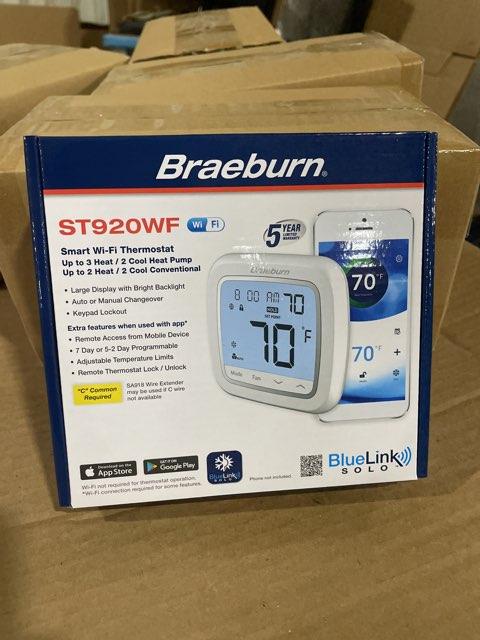 Braeburn®
ST920WF Wi Fi
5 YEAR
LIMITED
WARRANTY
Smart Wi-Fi Thermostat
Up to 3 Heat / 2 Cool Heat Pump
Up to 2 Heat / 2 Cool Conventional
• Large Display with Bright Backlight
• Auto or Manual Changeover
• Keypad Lockout
Extra features when used with app*
• Remote Access from Mobile Device
• 7 Day or 5-2 Day Programmable
• Adjustable Temperature Limits
• Remote Thermostat Lock / Unlock
"C" Common
Required
SA918 Wire Extender
may be used if C wire
not available
Braeburn
8 00 AM 70
HOLD
SET POINT
70°F
AUTO
Mode Fan
70°
70°F
+
Download on the
App Store
GET IT ON
Google Play
BlueLink
SOLO
Phone not included.
BlueLink
SOLO
Wi-Fi not required for thermostat operation.
*Wi-Fi connection required for some features.